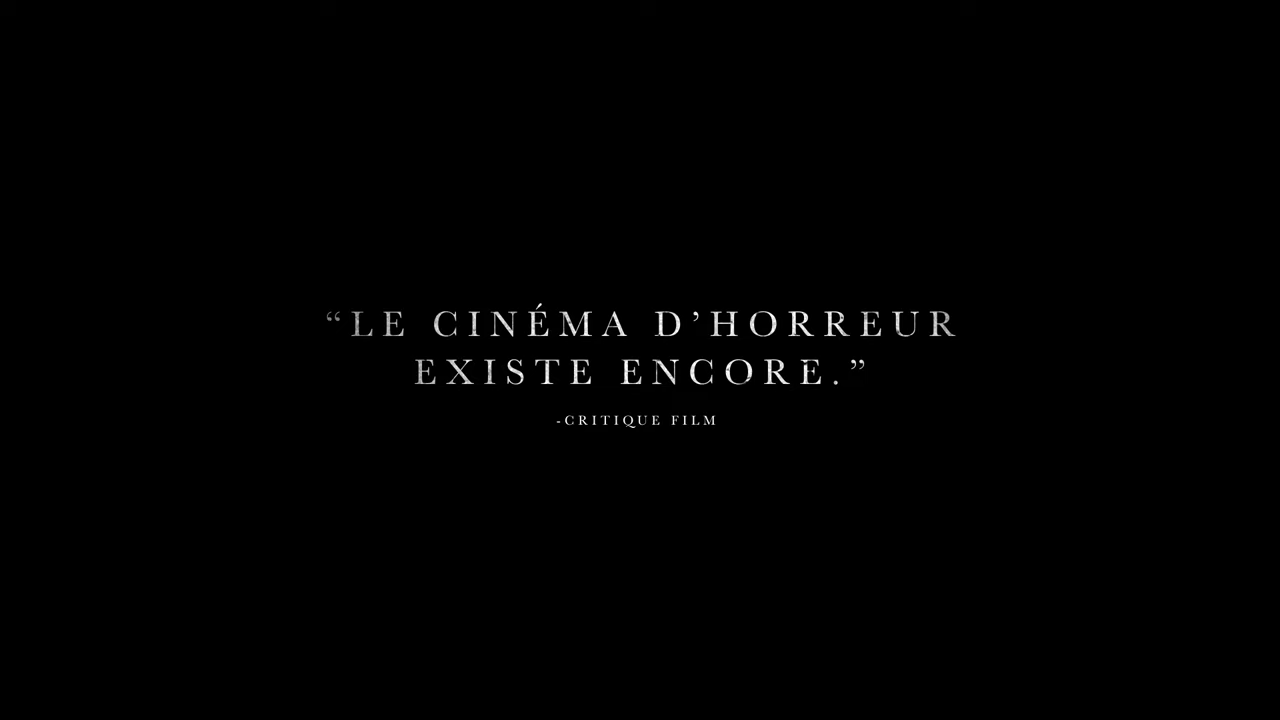 “LE CINÉMA D’HORREUR
EXISTE ENCORE.”
-CRITIQUE FILM